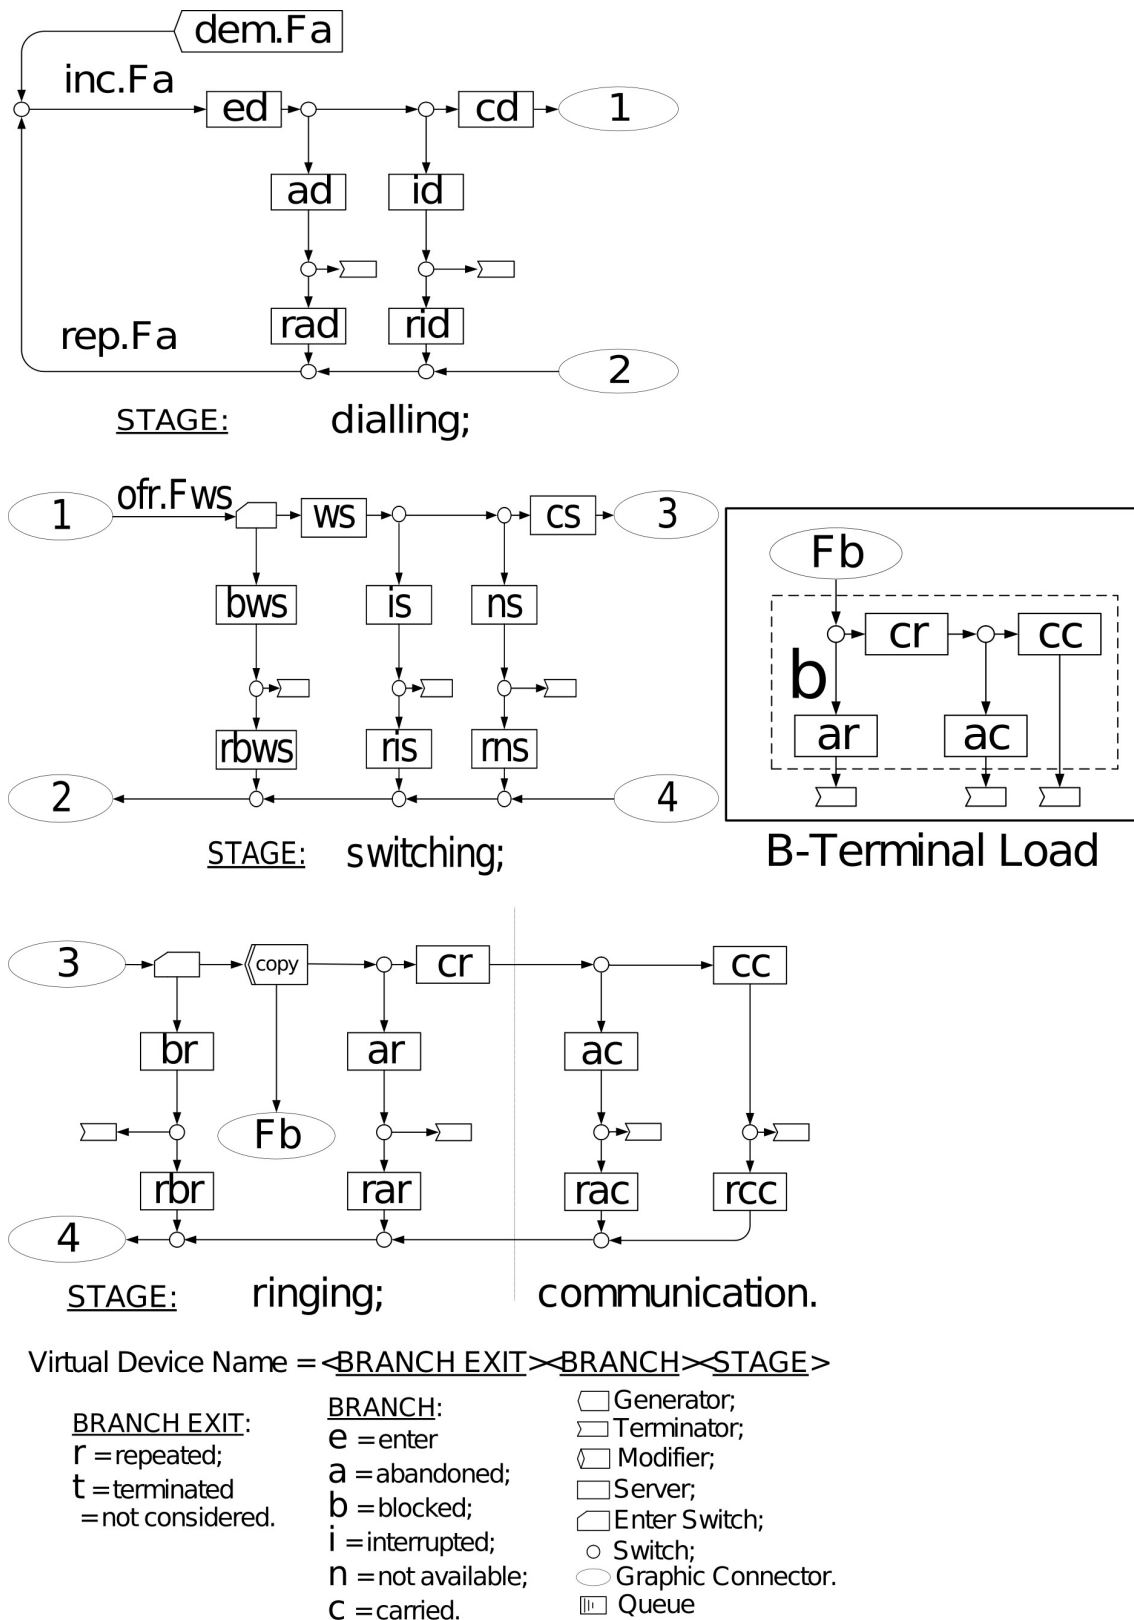 dem.Fa
inc.Fa
ed
cd
1
ad
id
rep.Fa
rad
rid
2
STAGE: dialling;
1
ofr.Fws
ws
cs
3
bws
is
ns
rbws
ris
rns
2
4
STAGE: switching;
Fb
cr
cc
b
ar
ac
B-Terminal Load
3
copy
cr
cc
br
ar
ac
Fb
rbr
rar
rac
rcc
4
STAGE: ringing; communication.
Virtual Device Name = <BRANCH EXIT><BRANCH><STAGE>
BRANCH EXIT:
r = repeated;
t = terminated
= not considered.
BRANCH:
e = enter
a = abandoned;
b = blocked;
i = interrupted;
n = not available;
c = carried.
Generator;
Terminator;
Modifier;
Server;
Enter Switch;
Switch;
Graphic Connector.
Queue